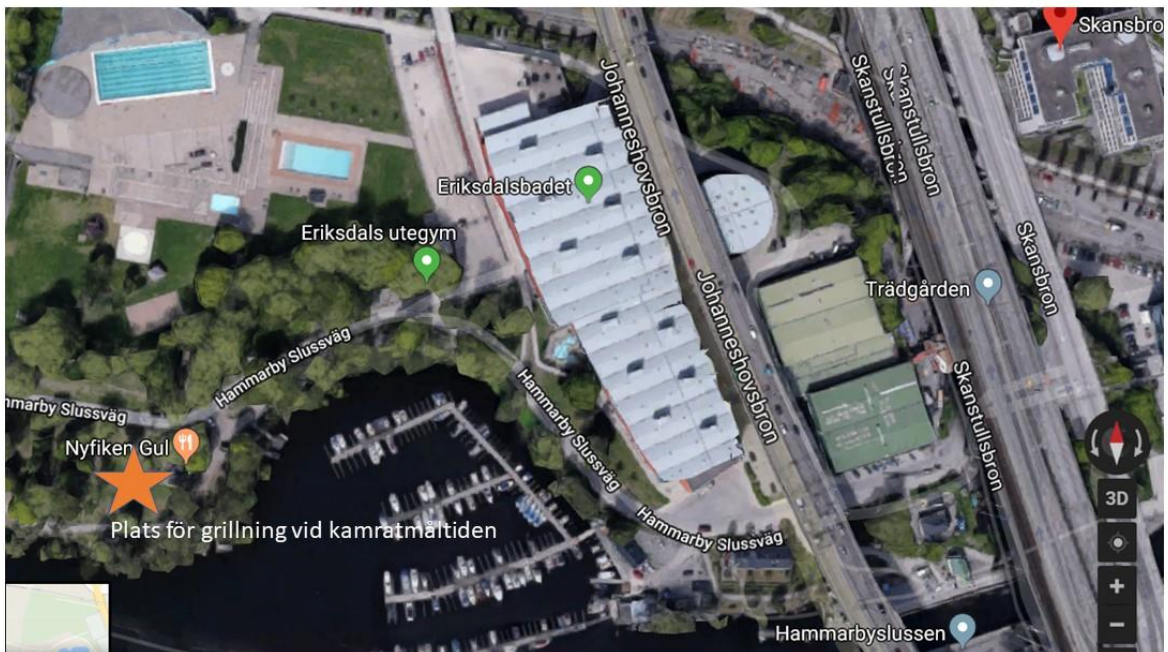 Skansbro
Johanneshovsbron
Skanstullsbron
Skanstullsbron
Eriksdalsbadet
Eriksdals utegym
Skansbron
Johanneshovsbron
Trädgården
Hammarby Slussväg
Hammarby Slussväg
Skanstullsbron
mmarby Slussväg
Nyfiken Gul
3D
Plats för grillning vid kamratmåltiden
Hammarby Slussväg
+
−
Hammarbyslussen